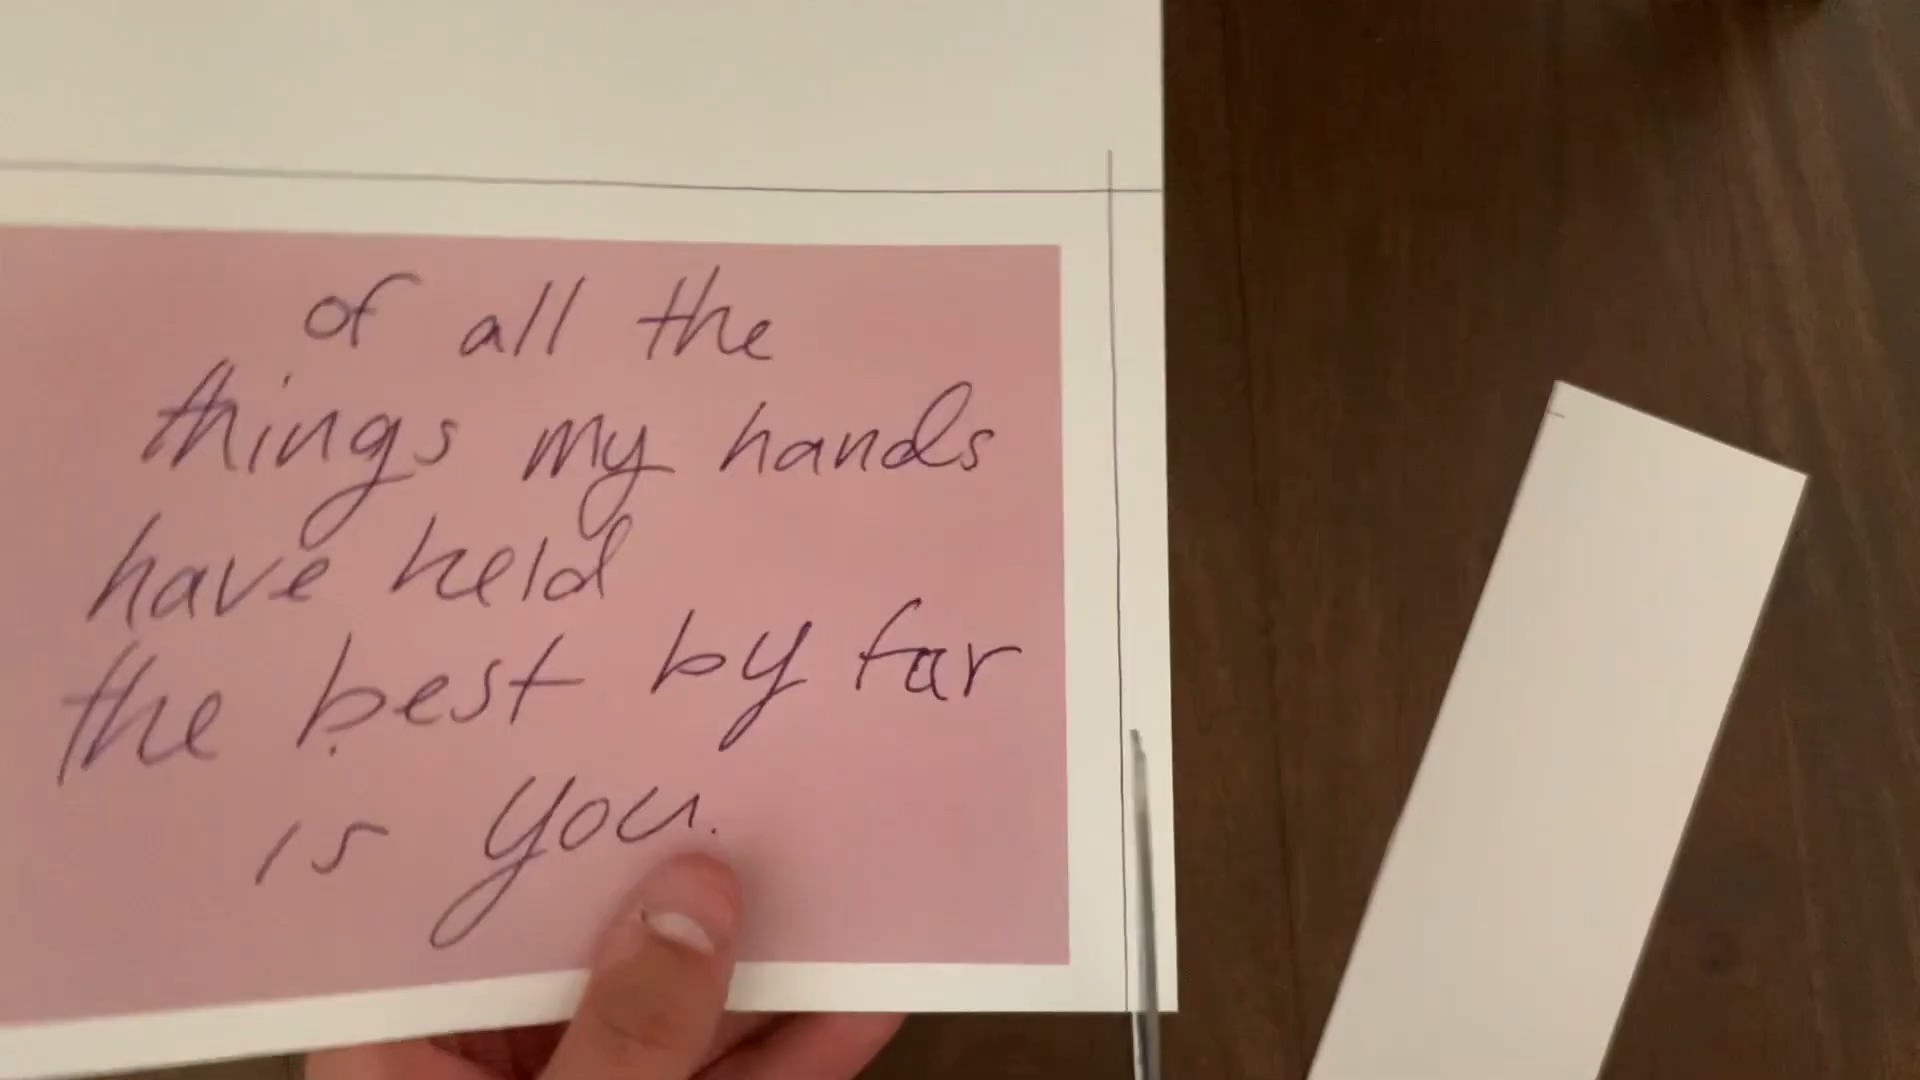 of all the
things my hands
have held
the best by far
is you.